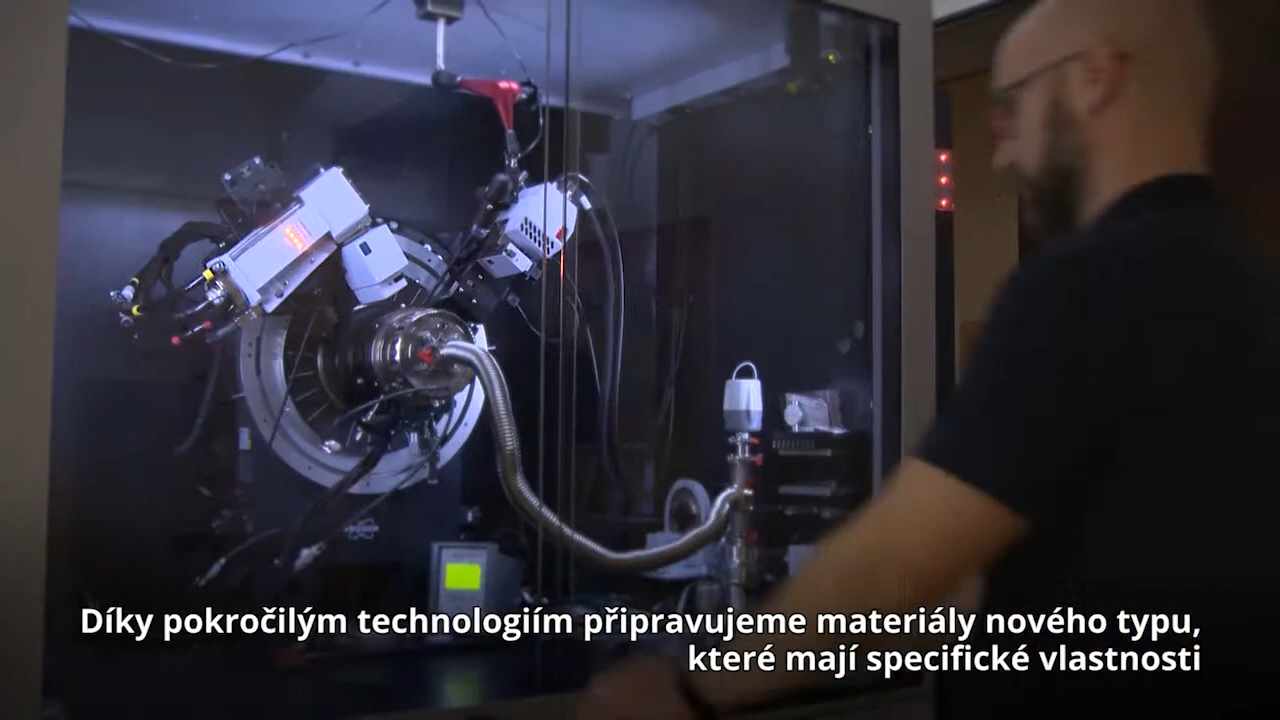 Díky pokročilým technologiím připravujeme materiály nového typu,
které mají specifické vlastnosti